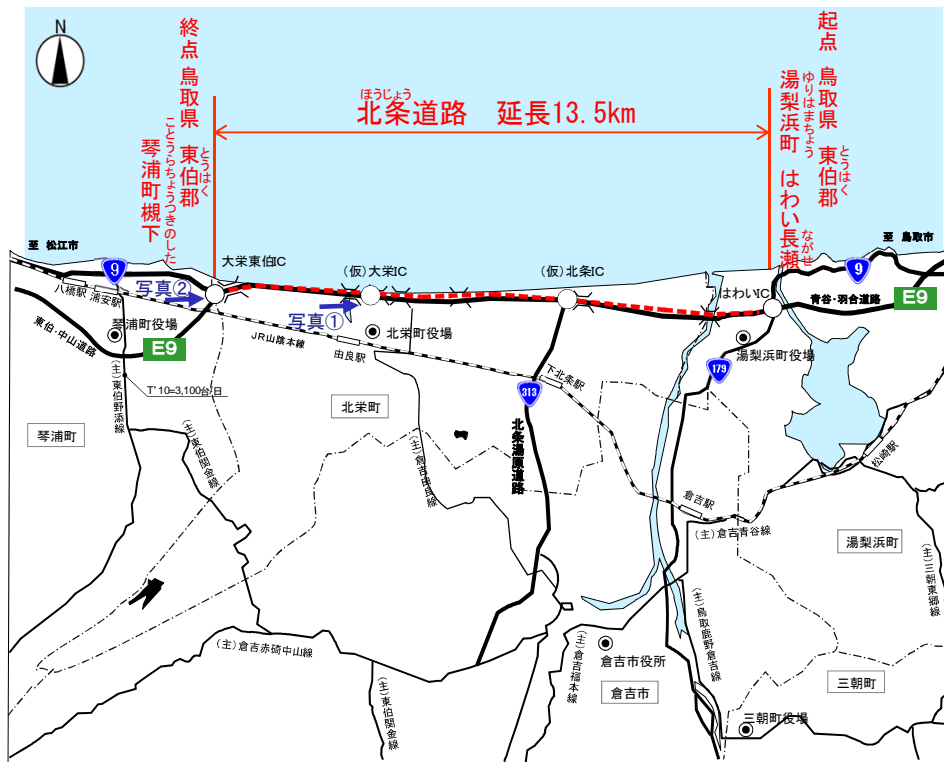 N
終点 鳥取県 東伯郡
とうはく
琴浦町槻下
ことうらちょうつきのした
ほうじょう
北条道路 延長13.5km
起点 鳥取県 東伯郡
とうはく
湯梨浜町 はわい長瀬
ゆりはまちょう
ながせ
至 松江市
9
大栄東伯IC
(仮)大栄IC
(仮)北条IC
はわいIC
至 鳥取市
9
青谷・羽合道路
E9
八橋駅
浦安駅
写真②
写真①
琴浦町役場
東伯・中山道路
E9
JR山陰本線
北栄町役場
由良駅
下北条駅
湯梨浜町役場
179
313
(主)東伯野添線
T'10=3,100台/日
琴浦町
北栄町
(主)東伯関金線
(主)倉吉由良線
北条湯原道路
倉吉駅
松崎駅
(主)倉吉青谷線
湯梨浜町
(主)三朝東郷線
(主)鳥取鹿野倉吉線
(主)倉吉赤碕中山線
(主)東伯関金線
(主)倉吉福本線
倉吉市役所
倉吉市
三朝町
三朝町役場